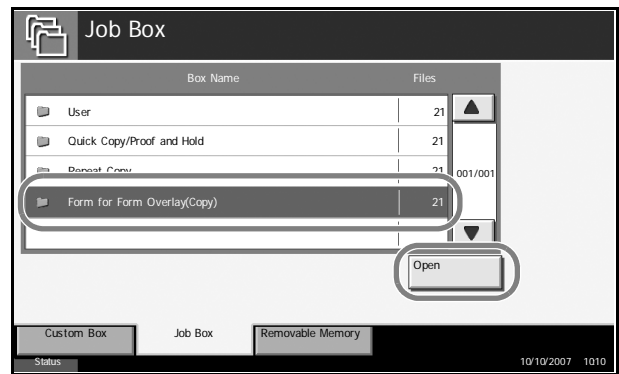 Job Box
Box Name Files
User 21
Quick Copy/Proof and Hold 21
Repeat Copy 21
001/001
Form for Form Overlay(Copy) 21
Open
Custom Box Job Box Removable Memory
Status 10/10/2007 1010